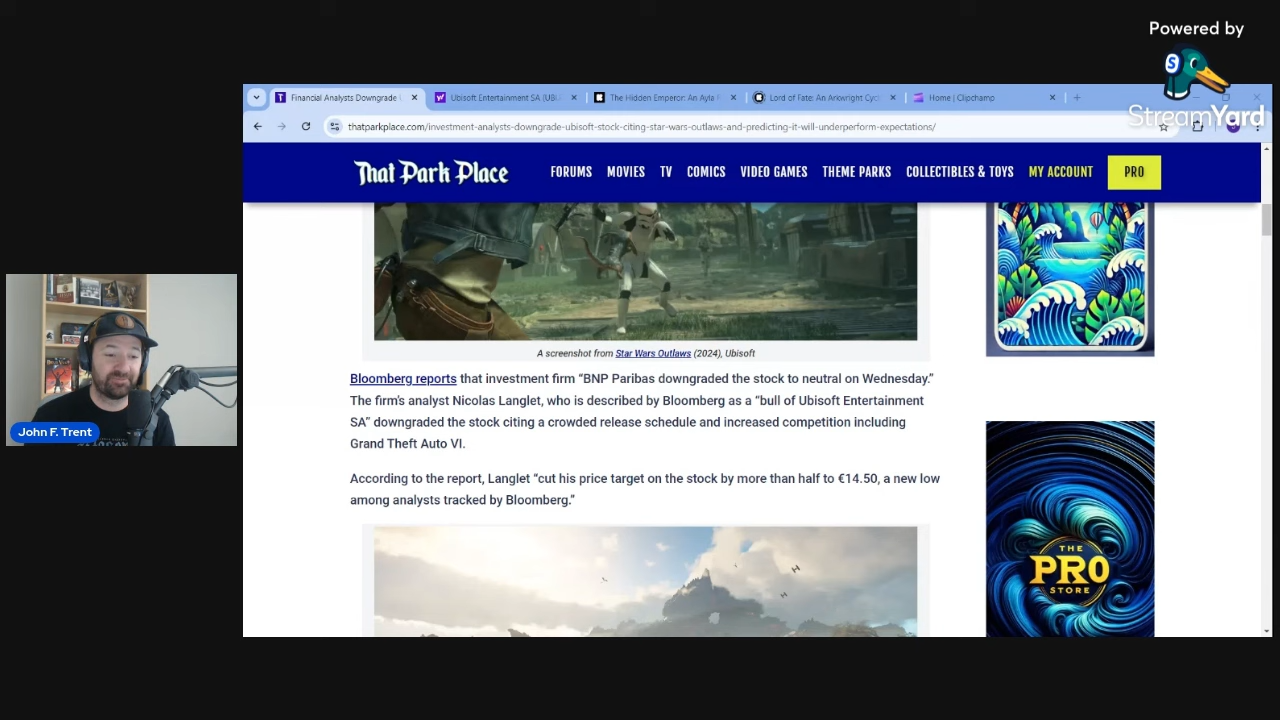 Powered by
S
StreamYard
Financial Analysts Downgrade
Ubisoft Entertainment SA (UBI
The Hidden Emperor: An Ayla
Lord of Fate: An Arkwright Cyc
Home | Clipchamp
thatparkplace.com/investment-analysts-downgrade-ubisoft-stock-citing-star-wars-outlaws-and-predicting-it-will-underperform-expectations/
That Park Place
FORUMS MOVIES TV COMICS VIDEO GAMES THEME PARKS COLLECTIBLES & TOYS MY ACCOUNT PRO
A screenshot from Star Wars Outlaws (2024), Ubisoft
Bloomberg reports that investment firm “BNP Paribas downgraded the stock to neutral on Wednesday.”
The firm’s analyst Nicolas Langlet, who is described by Bloomberg as a “bull of Ubisoft Entertainment
SA” downgraded the stock citing a crowded release schedule and increased competition including
Grand Theft Auto VI.
According to the report, Langlet “cut his price target on the stock by more than half to €14.50, a new low
among analysts tracked by Bloomberg.”
THE
PRO
STORE
John F. Trent